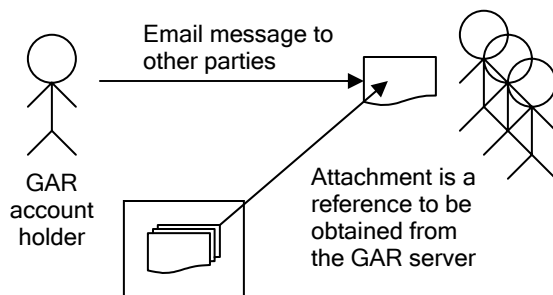 Email message to
other parties
GAR
account
holder
Attachment is a
reference to be
obtained from
the GAR server